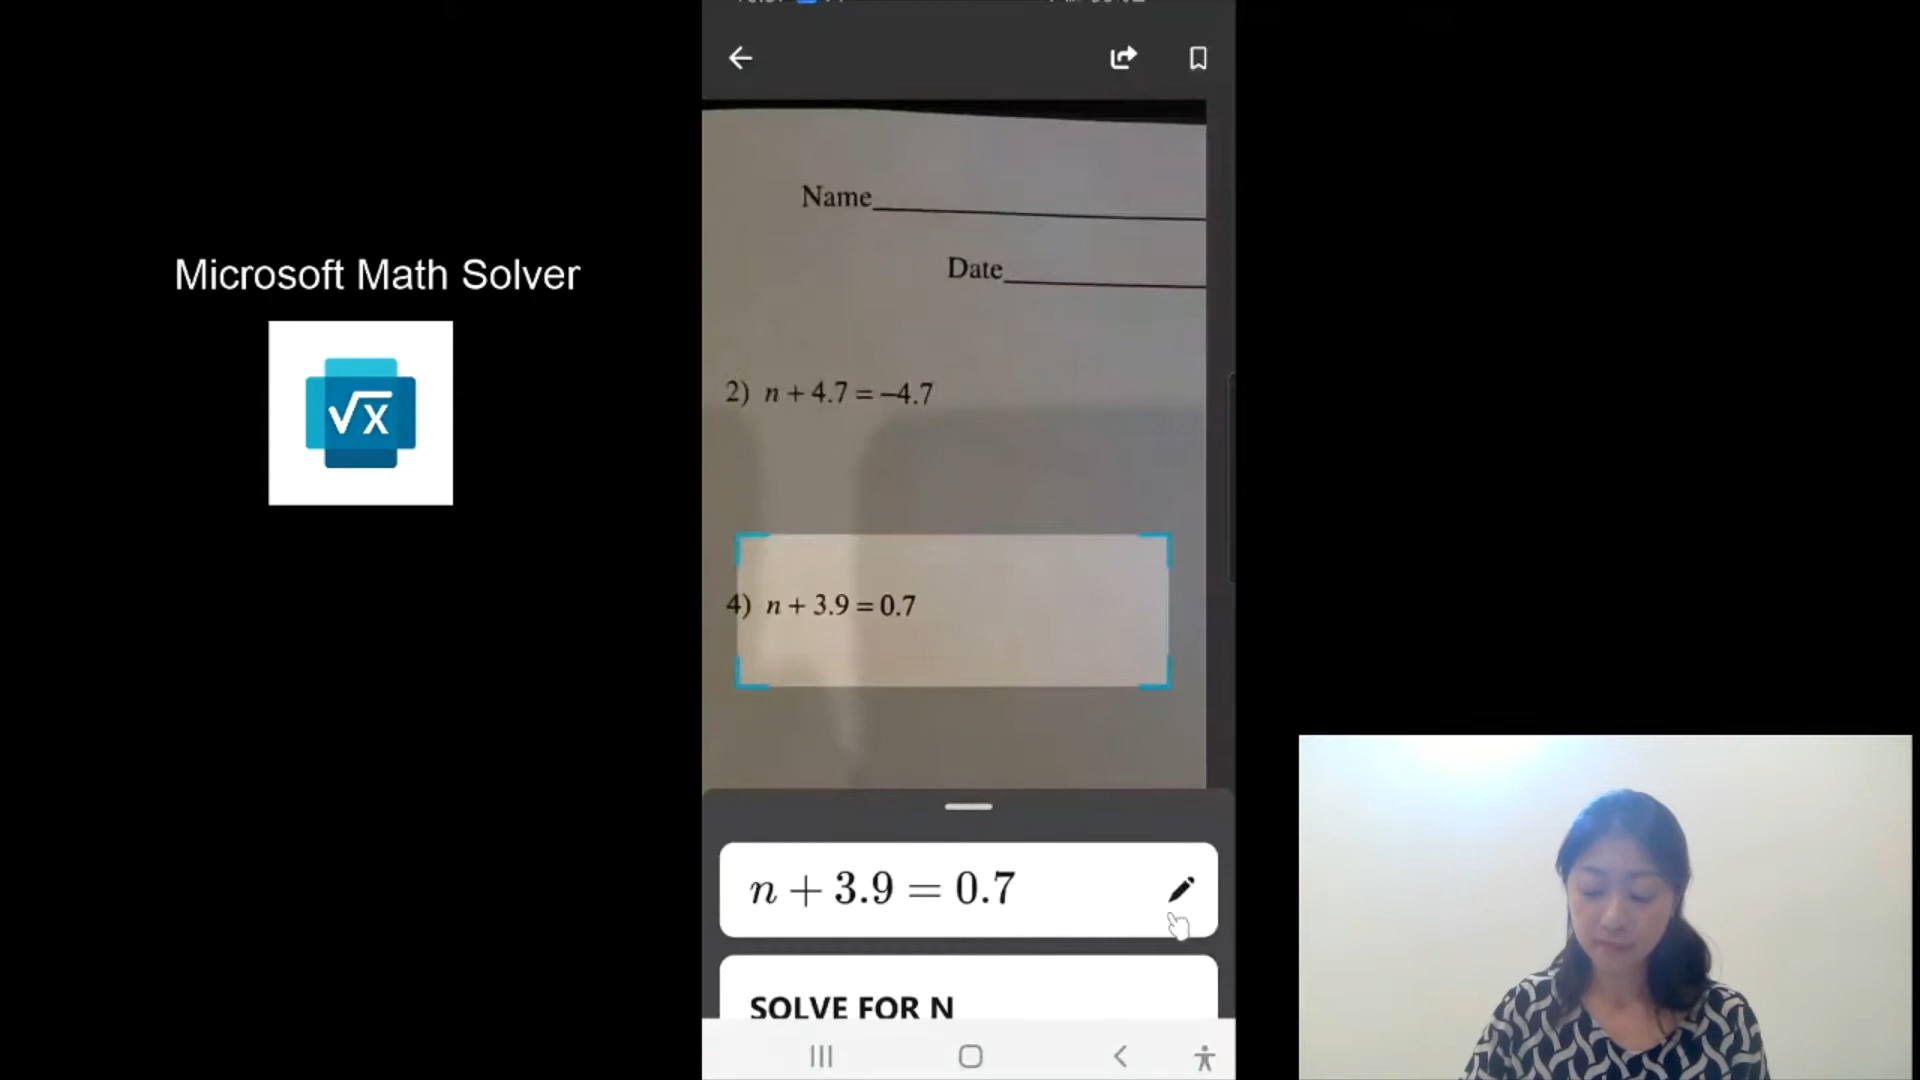 Microsoft Math Solver
√x
Name
Date
2) n + 4.7 = –4.7
4) n + 3.9 = 0.7
n + 3.9 = 0.7
SOLVE FOR N